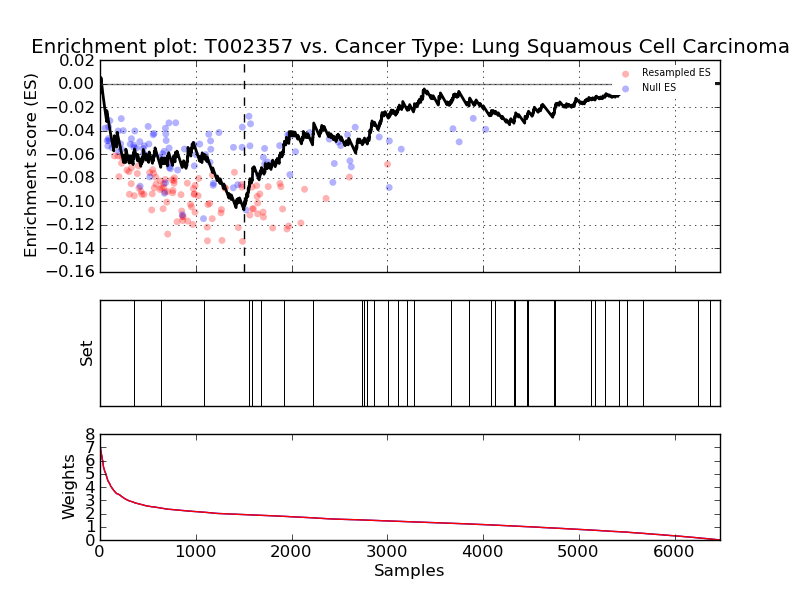 Enrichment plot: T002357 vs. Cancer Type: Lung Squamous Cell Carcinoma
0.02
0.00
−0.02
−0.04
−0.06
−0.08
−0.10
−0.12
−0.14
−0.16
Enrichment score (ES)
Resampled ES
Null ES
Set
8
7
6
5
4
3
2
1
0
Weights
0 1000 2000 3000 4000 5000 6000
Samples